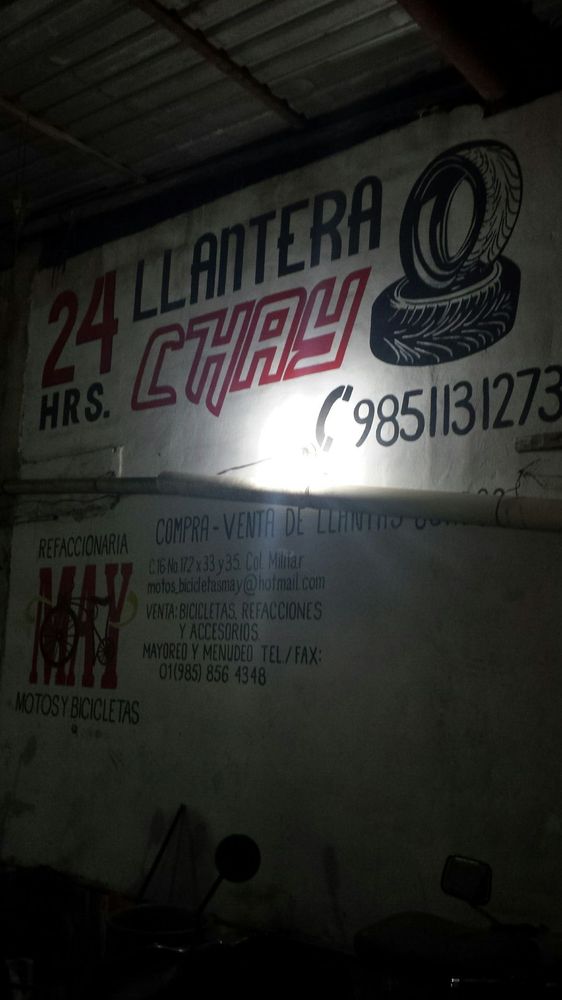 24
HRS.
LLANTERA
CHAY
9851131273
COMPRA-VENTA DE LLANTAS
REFACCIONARIA
MAY
MOTOS Y BICICLETAS
C.16 No.172 x 33 y 35. Col. Militar
motos_bicicletasmay@hotmail.com
VENTA: BICICLETAS, REFACCIONES
Y ACCESORIOS.
MAYOREO Y MENUDEO TEL./FAX:
01(985) 856 4348